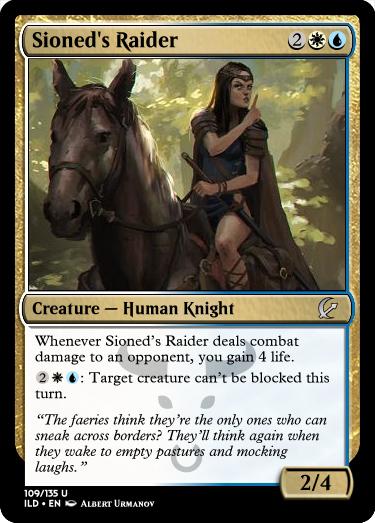 Sioned's Raider 2
Creature — Human Knight
Whenever Sioned's Raider deals combat
damage to an opponent, you gain 4 life.
2 : Target creature can't be blocked this
turn.
"The faeries think they're the only ones who can
sneak across borders? They'll think again when
they wake to empty pastures and mocking
laughs."
2/4
109/135 U
ILD • EN Albert Urmanov